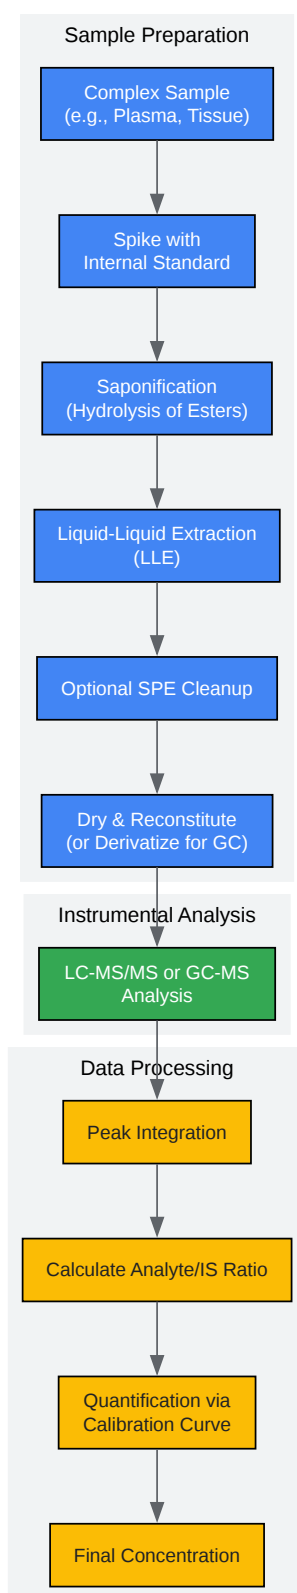 Sample Preparation
Complex Sample
(e.g., Plasma, Tissue)
Spike with
Internal Standard
Saponification
(Hydrolysis of Esters)
Liquid-Liquid Extraction
(LLE)
Optional SPE Cleanup
Dry & Reconstitute
(or Derivatize for GC)
Instrumental Analysis
LC-MS/MS or GC-MS
Analysis
Data Processing
Peak Integration
Calculate Analyte/IS Ratio
Quantification via
Calibration Curve
Final Concentration